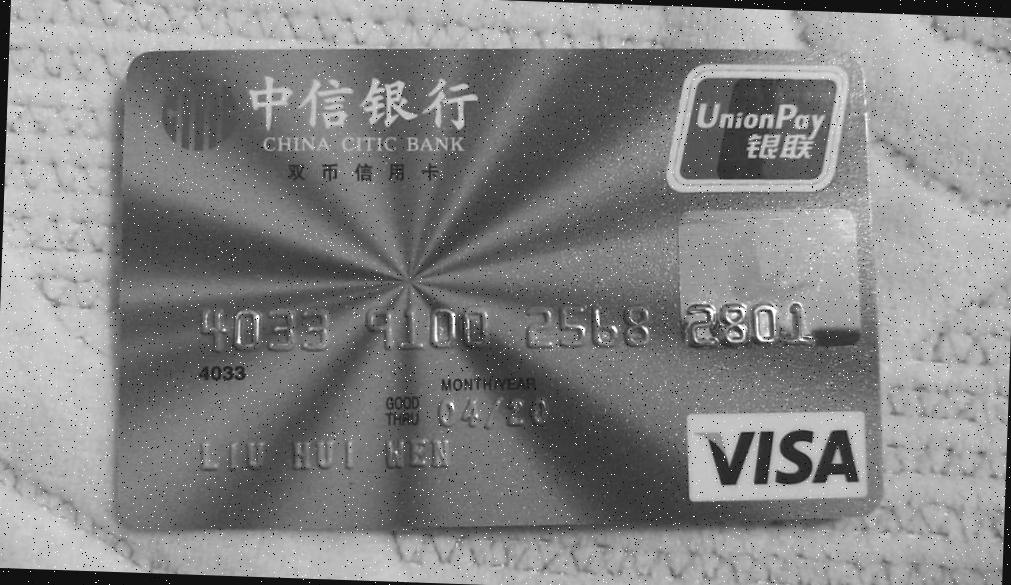 中信银行
CHINA CITIC BANK
双币信用卡
UnionPay
银联
4033 9100 2568 2801
4033
MONTH/YEAR
GOOD THRU 04/20
LIU HUI WEN
VISA